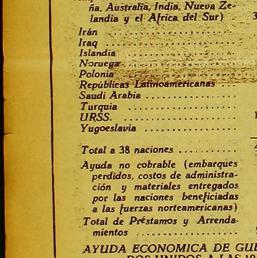 ña, Australia, India, Nueva Ze-
landia y el Africa del Sur)
Irán
Iraq
Islandia
Noruega
Polonia
Repúblicas Latinoamericanas
Saudi Arabia
Turquia
URSS.
Yugoeslavia
Total a 38 naciones
Ayuda no cobrable (embarques
perdidos, costos de administra-
ción y materiales entregados
por las naciones beneficiadas
a las fuerzas norteamericanas)
Total de Préstamos y Arrenda-
mientos
AYUDA ECONOMICA DE GUE